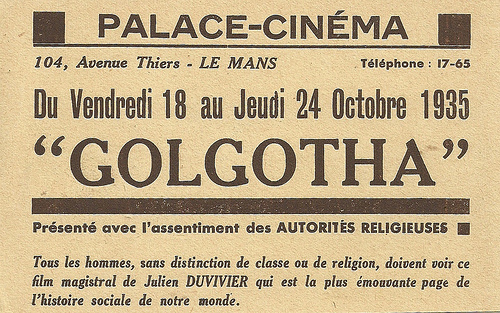 PALACE-CINÉMA
104, Avenue Thiers - LE MANS Téléphone : 17-65
Du Vendredi 18 au Jeudi 24 Octobre 1935
“GOLGOTHA”
Présenté avec l'assentiment des AUTORITÉS RELIGIEUSES
Tous les hommes, sans distinction de classe ou de religion, doivent voir ce
film magistral de Julien DUVIVIER qui est la plus émouvante page de
l'histoire sociale de notre monde.